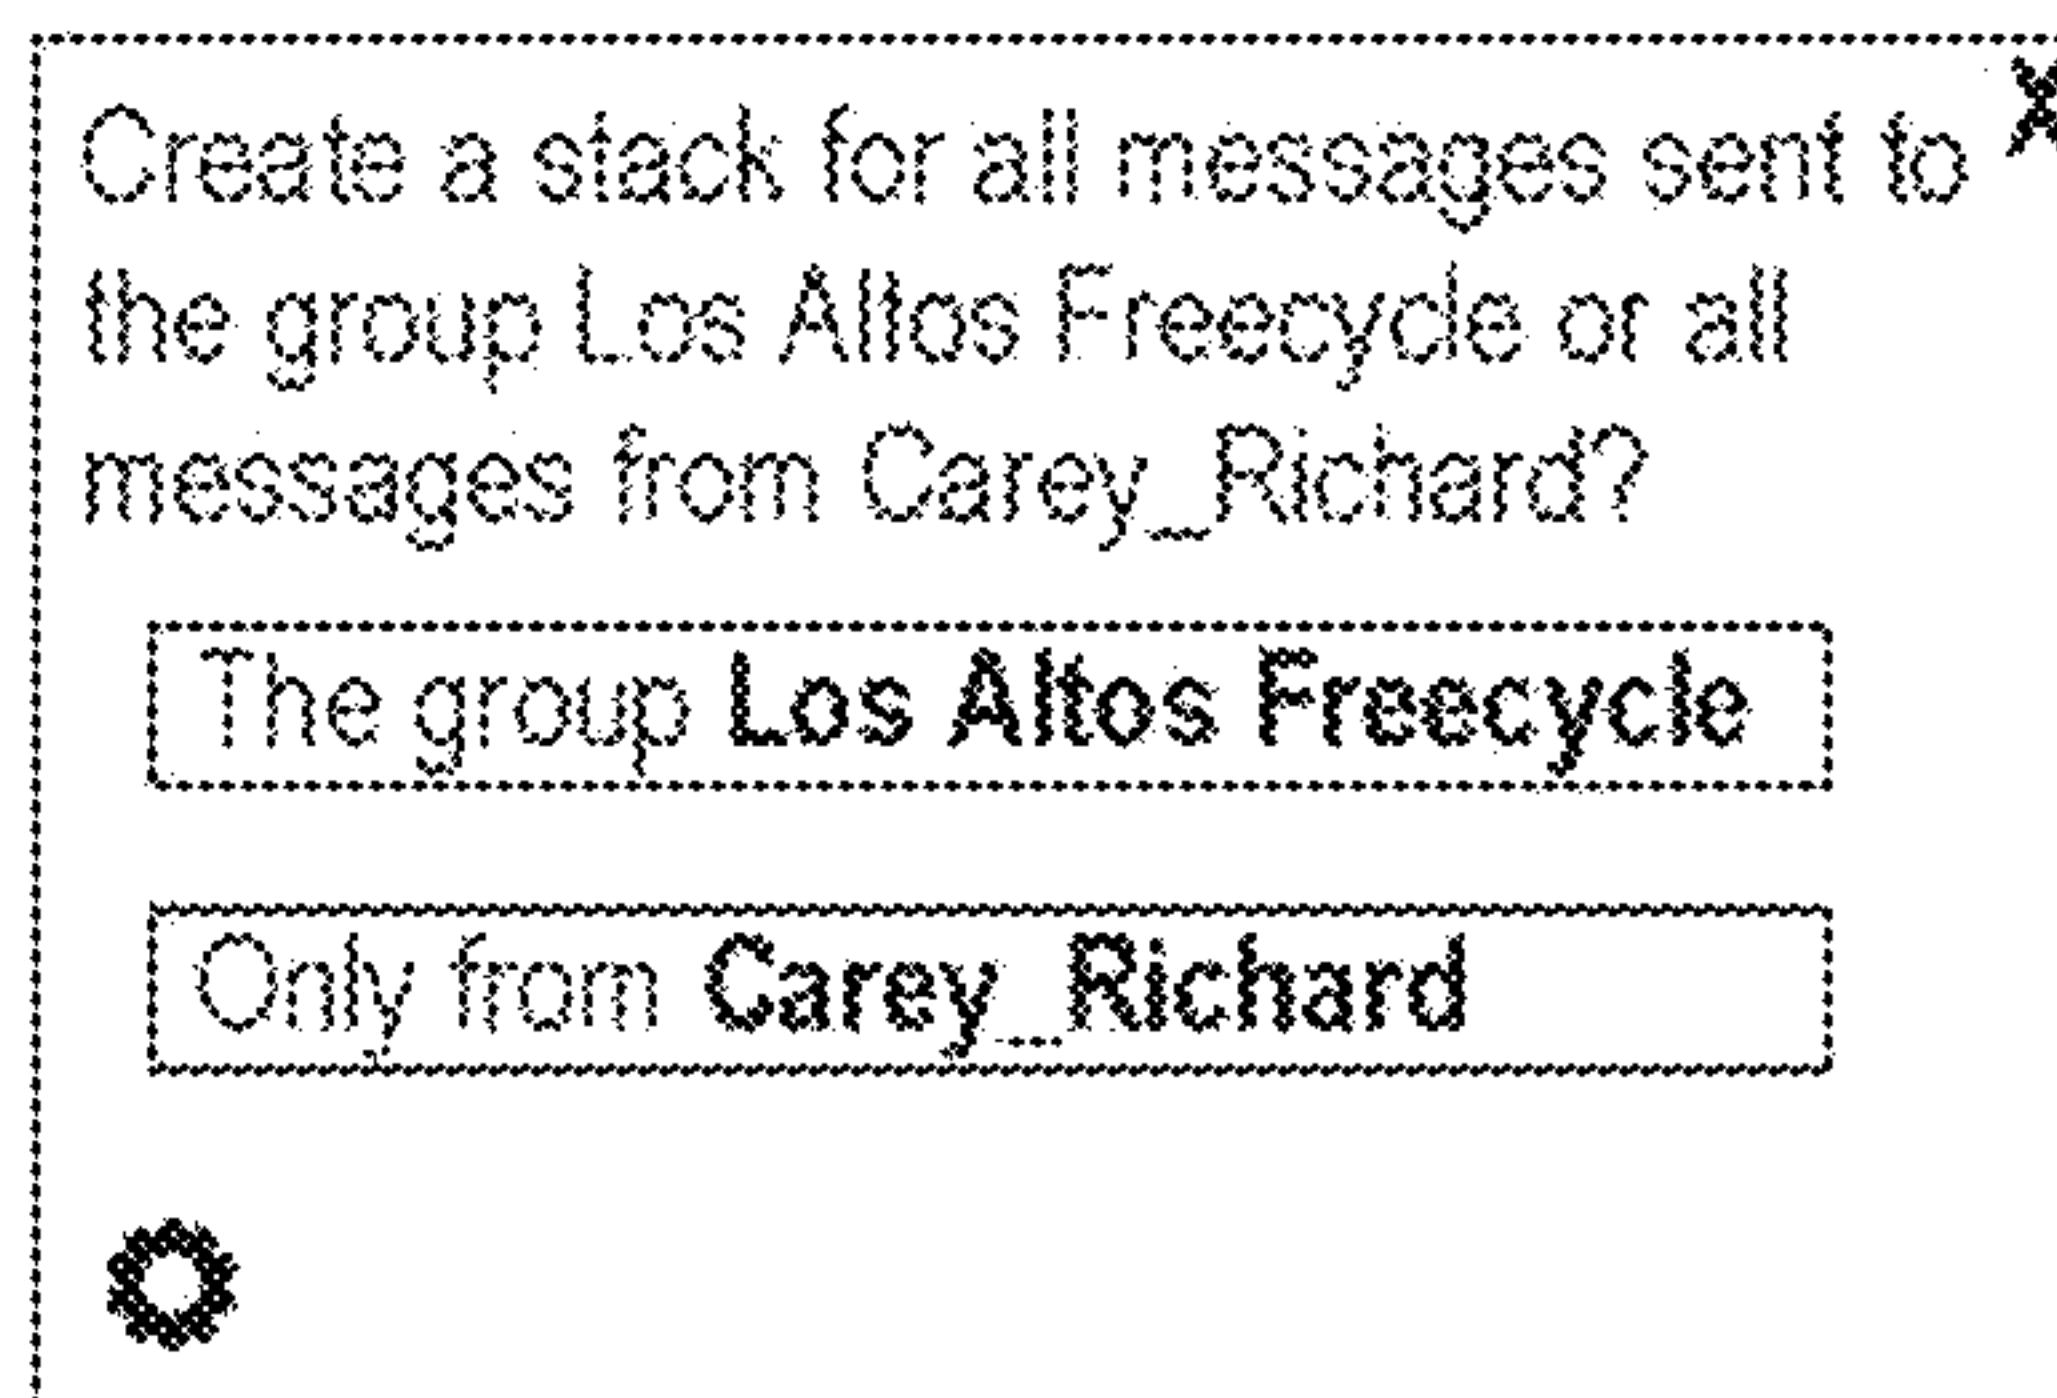 Create a stack for all messages sent to X
the group Los Altos Freecycle or all
messages from Carey_Richard?
The group Los Altos Freecycle
Only from Carey_Richard